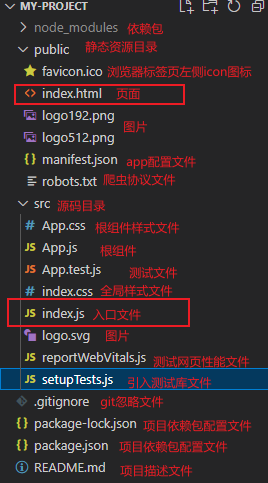 MY-PROJECT
node_modules 依赖包
public 静态资源目录
favicon.ico 浏览器标签页左侧icon图标
index.html 页面
logo192.png
图片
logo512.png
manifest.json app配置文件
robots.txt 爬虫协议文件
src 源码目录
App.css 根组件样式文件
App.js 根组件
App.test.js 测试文件
index.css 全局样式文件
index.js 入口文件
logo.svg 图片
reportWebVitals.js 测试网页性能文件
setupTests.js 引入测试库文件
.gitignore git忽略文件
package-lock.json 项目依赖包配置文件
package.json 项目依赖包配置文件
README.md 项目描述文件